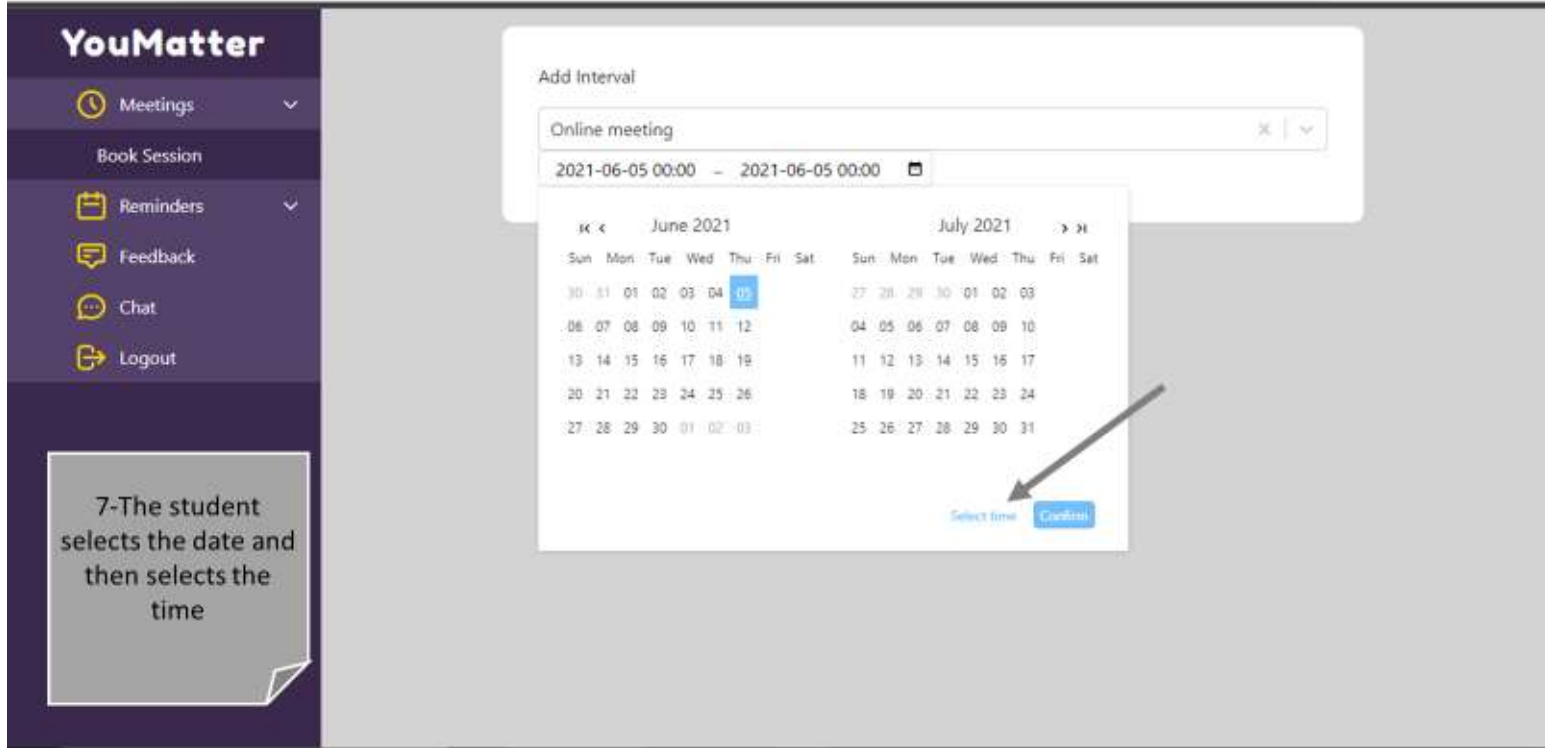 YouMatter
Meetings
Book Session
Reminders
Feedback
Chat
Logout
7-The student
selects the date and
then selects the
time
Add Interval
Online meeting
2021-06-05 00:00 – 2021-06-05 00:00
June 2021
Sun Mon Tue Wed Thu Fri Sat
30 31 01 02 03 04 05
06 07 08 09 10 11 12
13 14 15 16 17 18 19
20 21 22 23 24 25 26
27 28 29 30 01 02 03
July 2021
Sun Mon Tue Wed Thu Fri Sat
27 28 29 30 01 02 03
04 05 06 07 08 09 10
11 12 13 14 15 16 17
18 19 20 21 22 23 24
25 26 27 28 29 30 31
Select time
Confirm